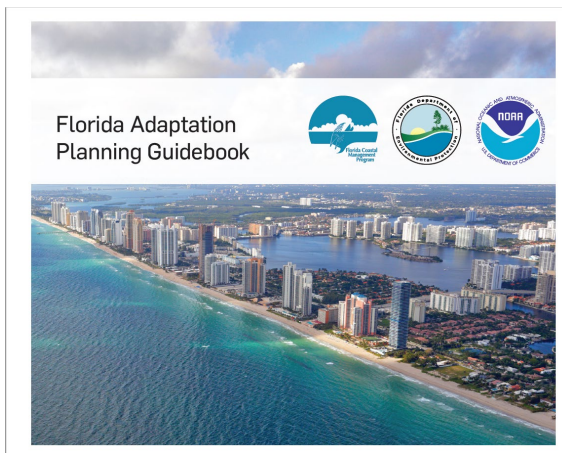 Florida Adaptation
Planning Guidebook
Florida Coastal
Management
Program
Florida Department of
Environmental Protection
NATIONAL OCEANIC AND ATMOSPHERIC ADMINISTRATION
NOAA
U.S. DEPARTMENT OF COMMERCE